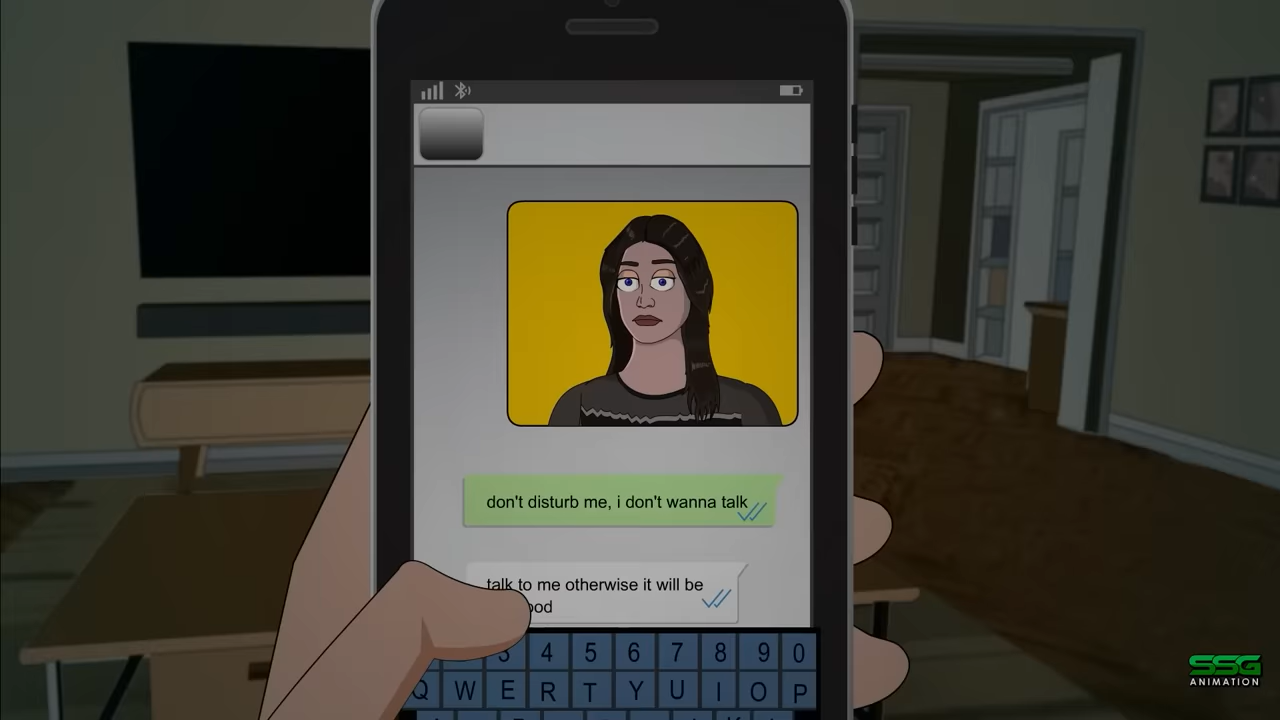 don't disturb me, i don't wanna talk
talk to me otherwise it will be
ood
3 4 5 6 7 8 9 0
Q W E R T Y U I O P
SSG
ANIMATION